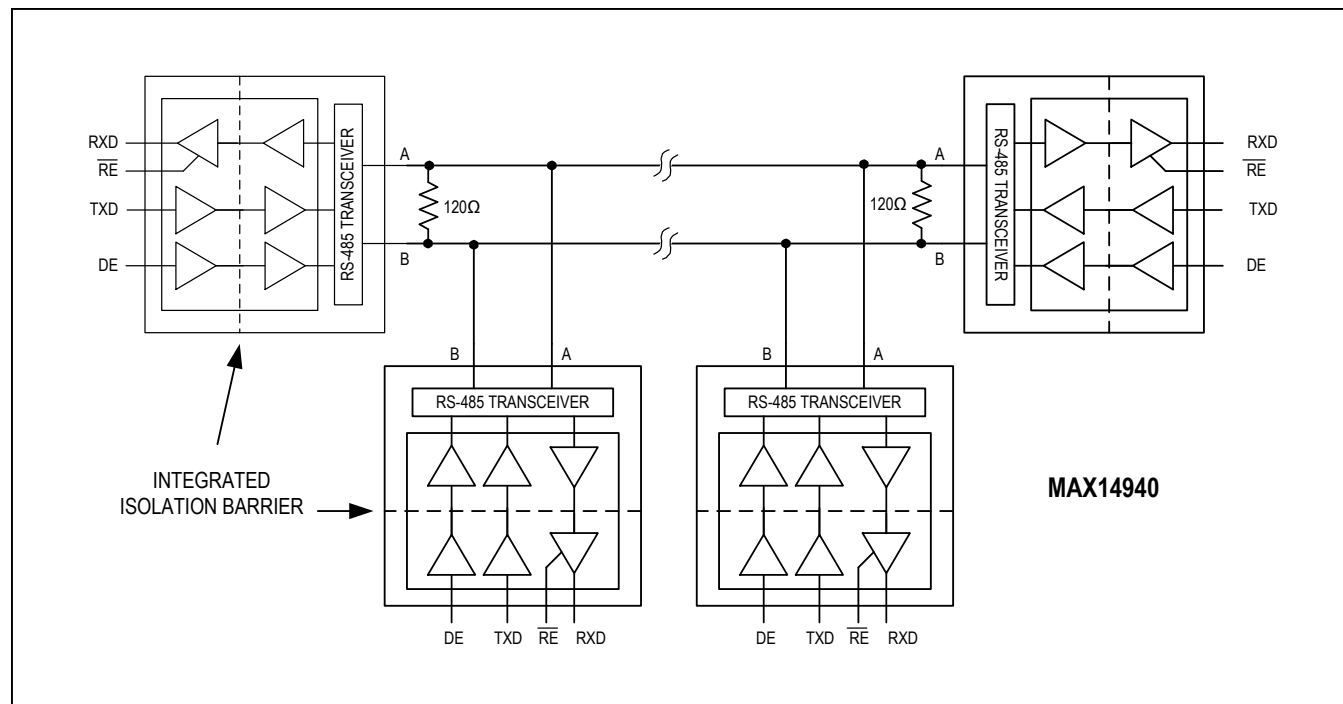 RXD
RE
TXD
DE
RS-485 TRANSCEIVER
A
B
120Ω
120Ω
A
B
RS-485 TRANSCEIVER
RXD
RE
TXD
DE
B
A
RS-485 TRANSCEIVER
B
A
RS-485 TRANSCEIVER
INTEGRATED
ISOLATION BARRIER
MAX14940
DE TXD RE RXD
DE TXD RE RXD